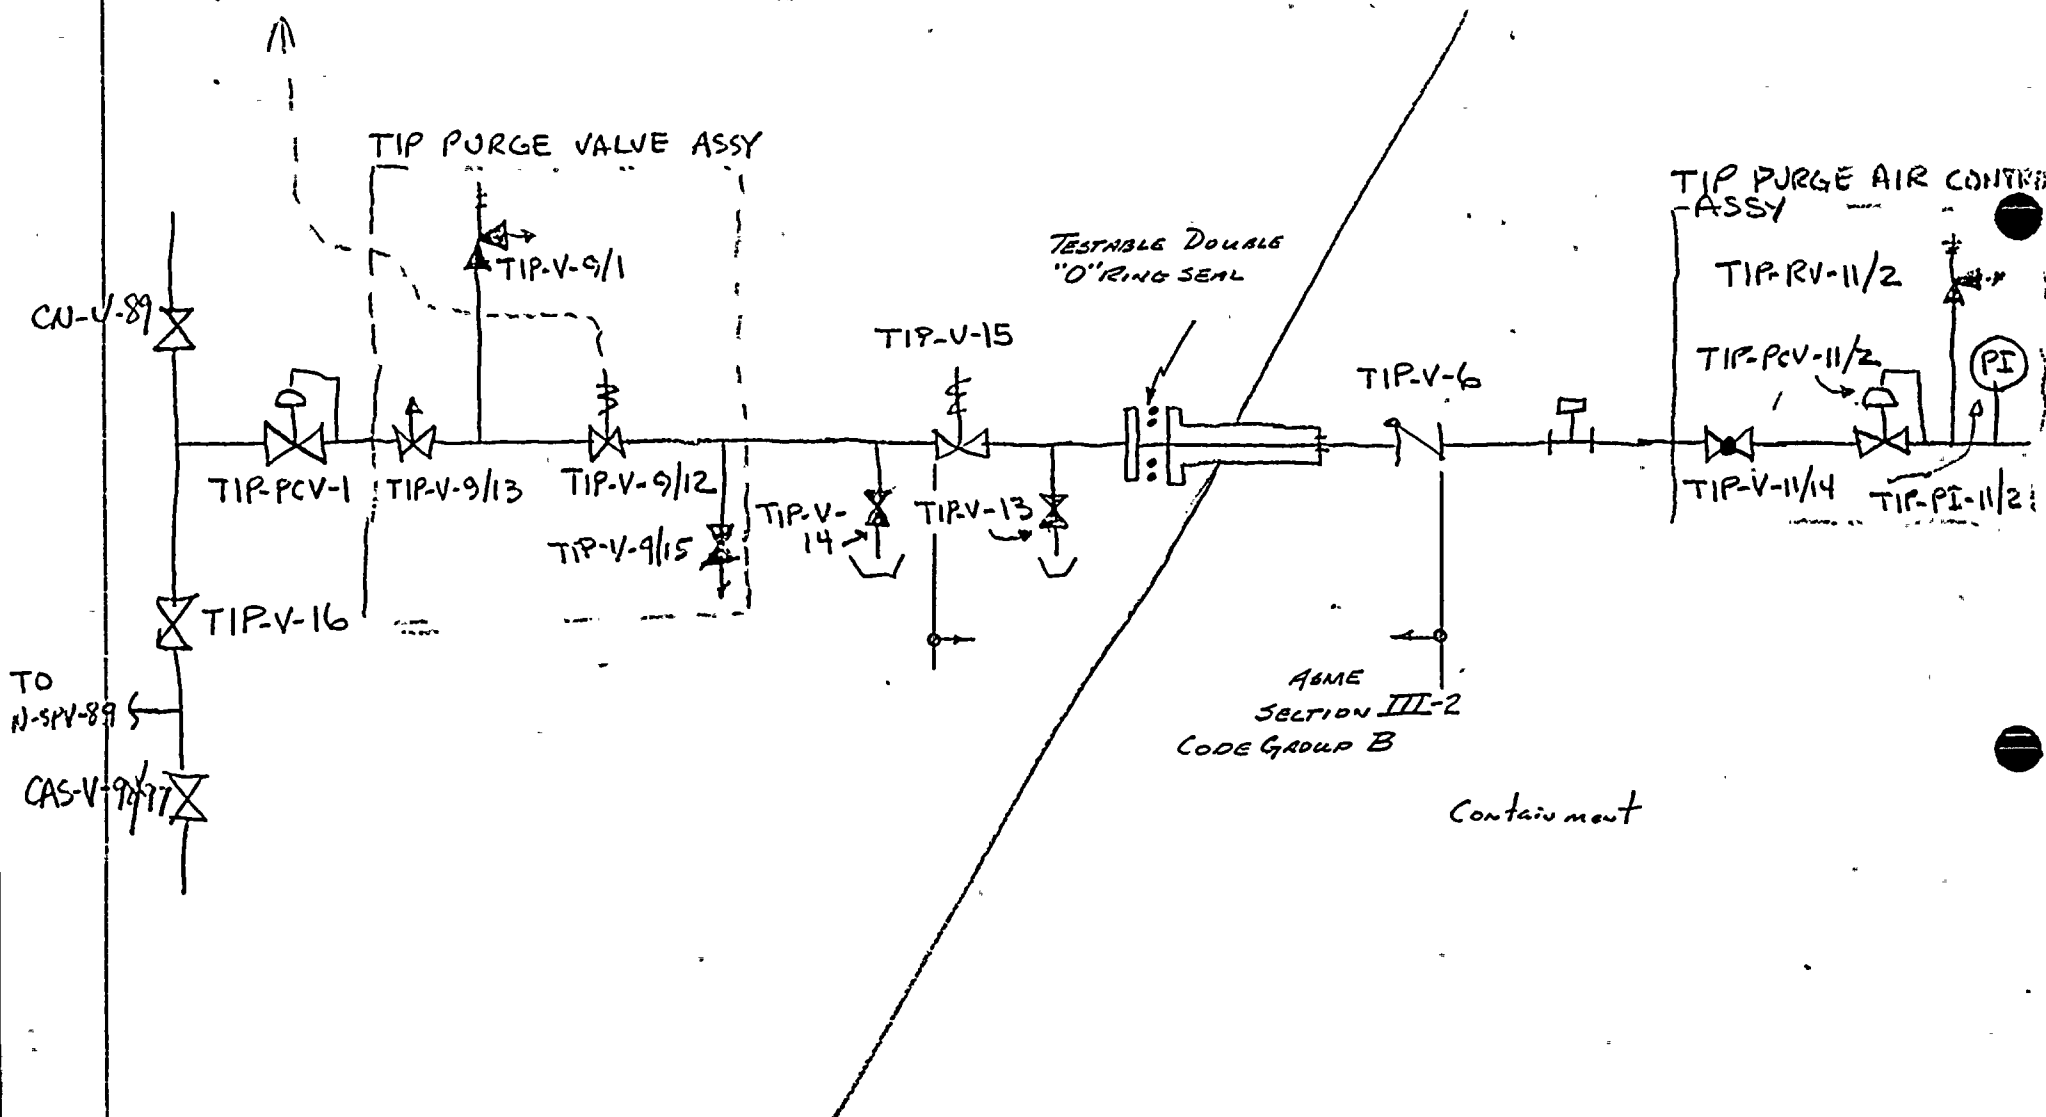 TIP PURGE VALVE ASSY
TIP PURGE AIR
ASSY
TESTABLE DOUBLE
"O" RING SEAL
TIP-V-9/1
TIP-RV-11/2
CN-V-89
TIP-V-15
TIP-V-6
TIP-PCV-11/2
PI
TIP-PCV-1
TIP-V-9/13
TIP-V-9/12
TIP-V-11/14
TIP-PI-11/2
TIP-V-
14
TIP-V-13
TIP-V-9/15
TIP-V-16
TO
N-SPV-89
ASME
SECTION III-2
CODE GROUP B
CAS-V-
Containment